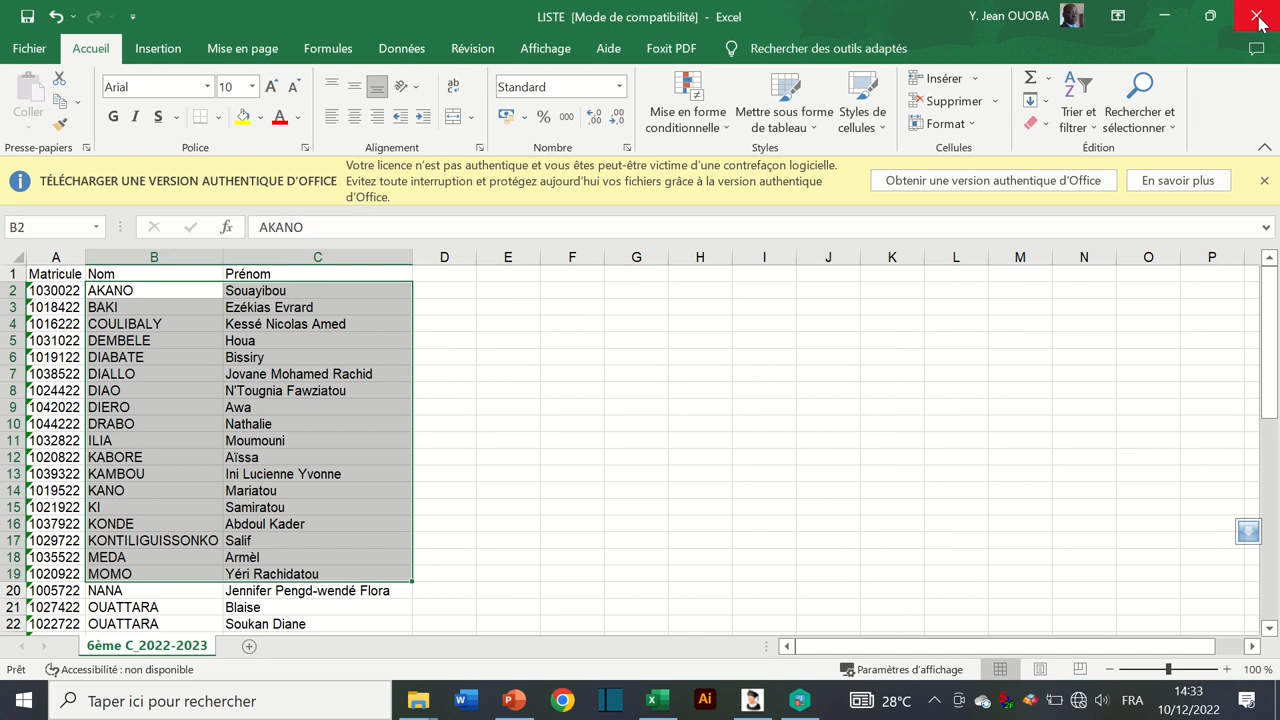 LISTE [Mode de compatibilité] - Excel
Y. Jean OUOBA
Fichier Accueil Insertion Mise en page Formules Données Révision Affichage Aide Foxit PDF Rechercher des outils adaptés
Coller
Presse-papiers
Arial 10
G I S
Police
Alignement
Standard
% 000
Nombre
Mise en forme conditionnelle
Mettre sous forme de tableau
Styles de cellules
Styles
Insérer
Supprimer
Format
Cellules
Trier et filtrer
Rechercher et sélectionner
Édition
TÉLÉCHARGER UNE VERSION AUTHENTIQUE D'OFFICE
Votre licence n'est pas authentique et vous êtes peut-être victime d'une contrefaçon logicielle.
Evitez toute interruption et protégez aujourd'hui vos fichiers grâce à la version authentique
d'Office.
Obtenir une version authentique d'Office
En savoir plus
B2 fx AKANO
A B C D E F G H I J K L M N O P
1 Matricule Nom Prénom
2 1030022 AKANO Souayibou
3 1018422 BAKI Ezékias Evrard
4 1016222 COULIBALY Kessé Nicolas Amed
5 1031022 DEMBELE Houa
6 1019122 DIABATE Bissiry
7 1038522 DIALLO Jovane Mohamed Rachid
8 1024422 DIAO N'Tougnia Fawziatou
9 1042022 DIERO Awa
10 1044222 DRABO Nathalie
11 1032822 ILIA Moumouni
12 1020822 KABORE Aïssa
13 1039322 KAMBOU Ini Lucienne Yvonne
14 1019522 KANO Mariatou
15 1021922 KI Samiratou
16 1037922 KONDE Abdoul Kader
17 1029722 KONTILIGUISSONKO Salif
18 1035522 MEDA Armèl
19 1020922 MOMO Yéri Rachidatou
20 1005722 NANA Jennifer Pengd-wendé Flora
21 1027422 OUATTARA Blaise
22 1022722 OUATTARA Soukan Diane
6ème C_2022-2023
Prêt Accessibilité : non disponible Paramètres d'affichage 100 %
Taper ici pour rechercher
28°C FRA
14:33
10/12/2022